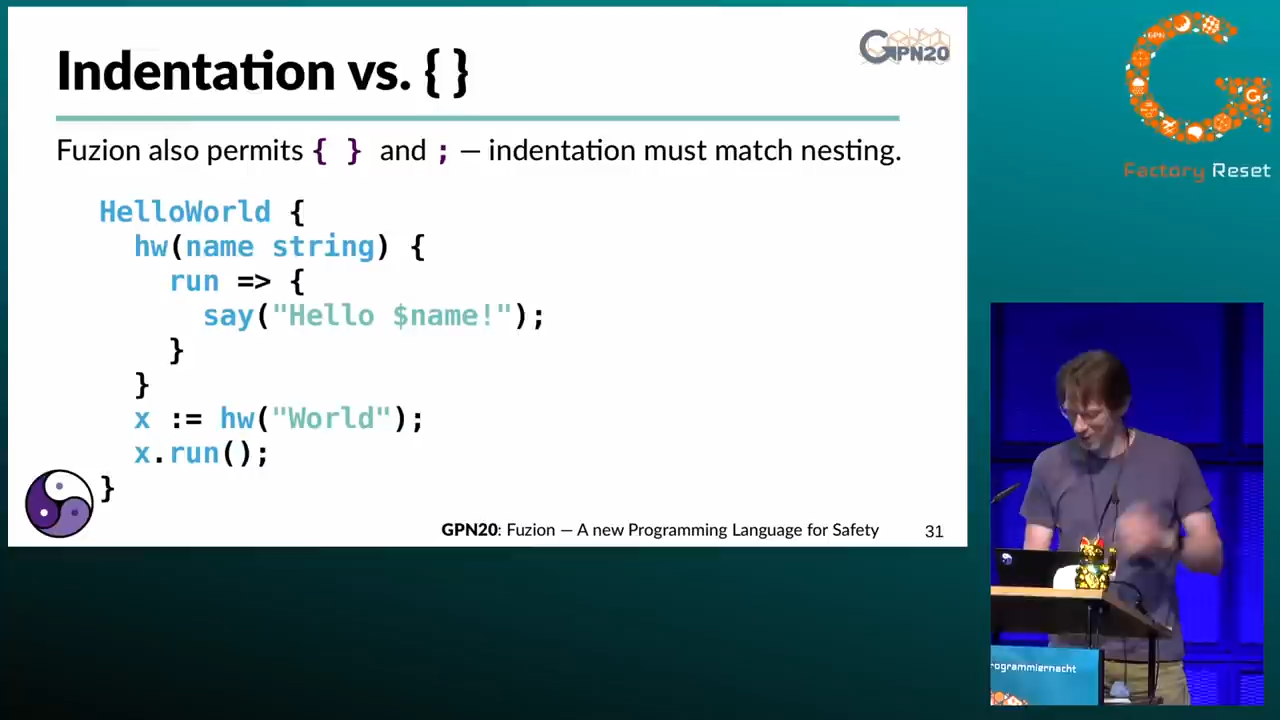 Indentation vs. { }
GPN20
Fuzion also permits { } and ; — indentation must match nesting.
HelloWorld {
  hw(name string) {
    run => {
      say("Hello $name!");
    }
  }
  x := hw("World");
  x.run();
}
GPN20: Fuzion — A new Programming Language for Safety
31
Factory Reset
rogrammiernacht